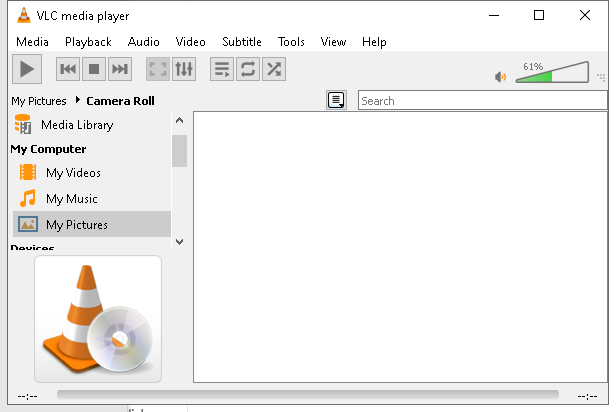 VLC media player
Media Playback Audio Video Subtitle Tools View Help
61%
My Pictures Camera Roll
Search
Media Library
My Computer
My Videos
My Music
My Pictures
Devices
--:-- --:--